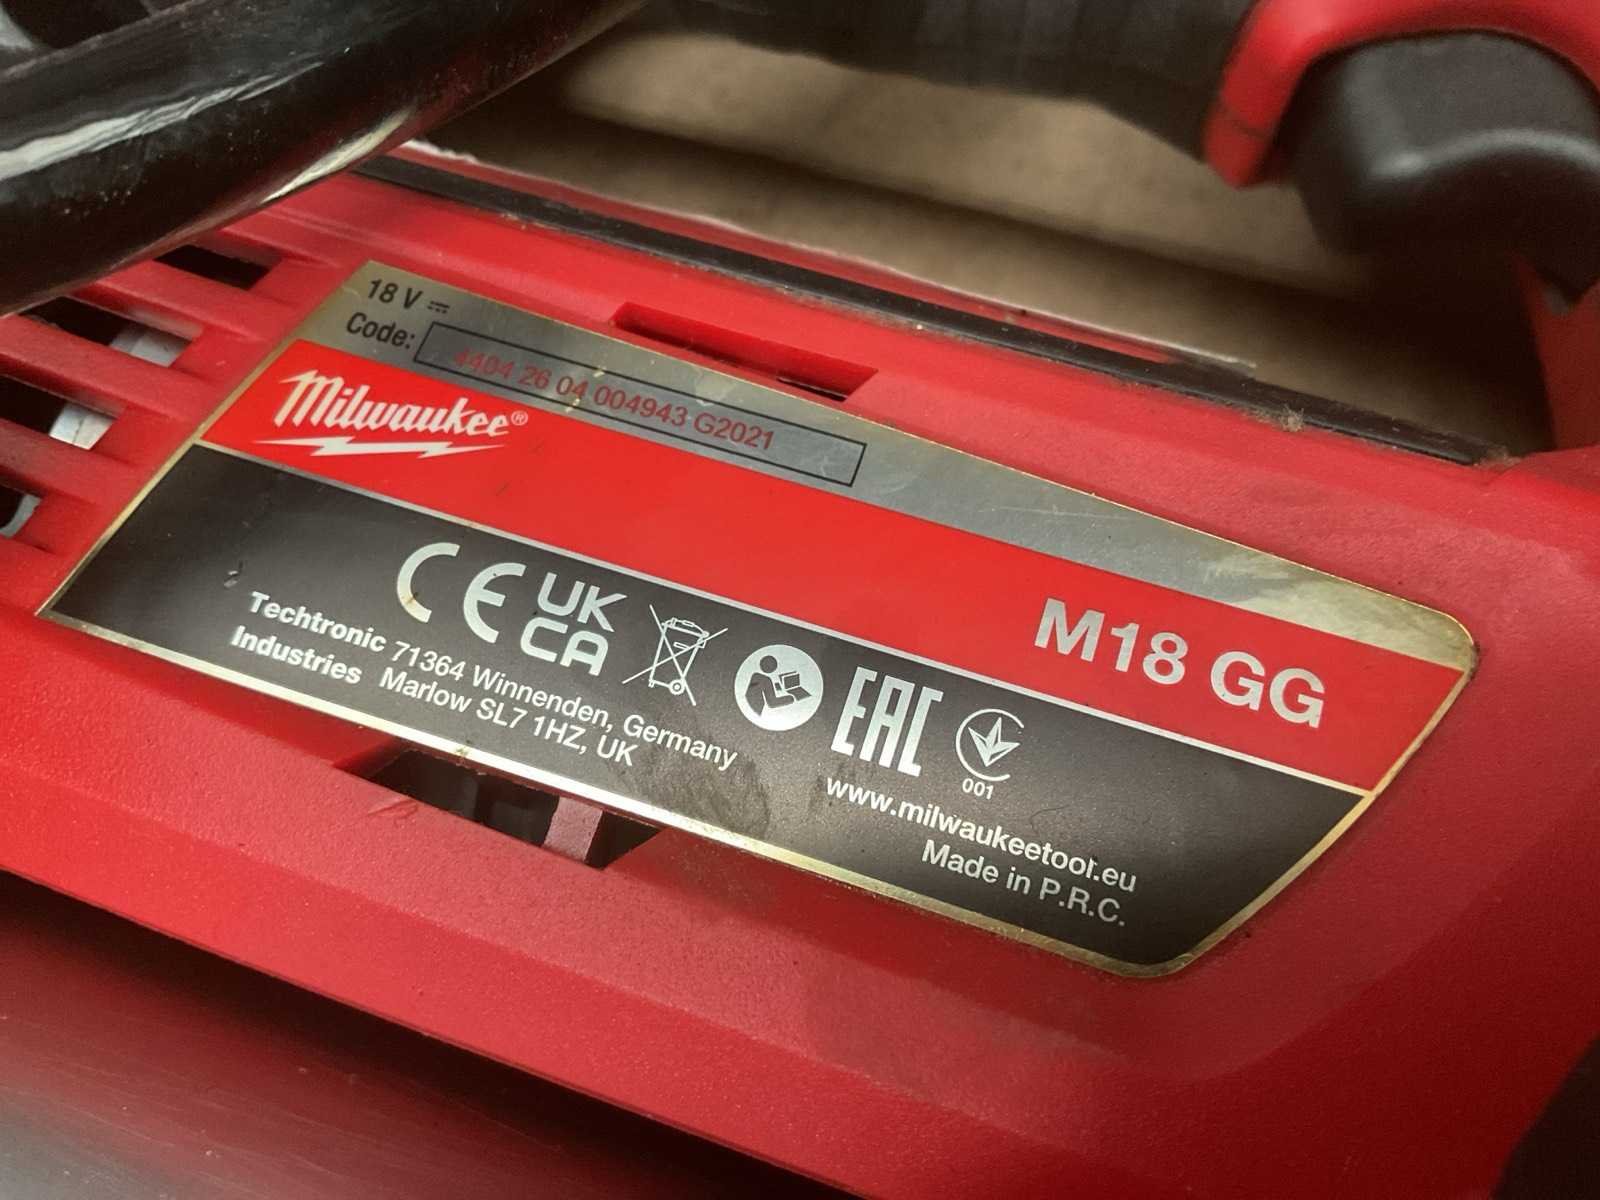 18 V
Code: 4404 26 04 004943 G2021
Milwaukee®
M18 GG
CE UK CA EAC
001
Techtronic Industries
71364 Winnenden, Germany
Marlow SL7 1HZ, UK
www.milwaukeetool.eu
Made in P.R.C.